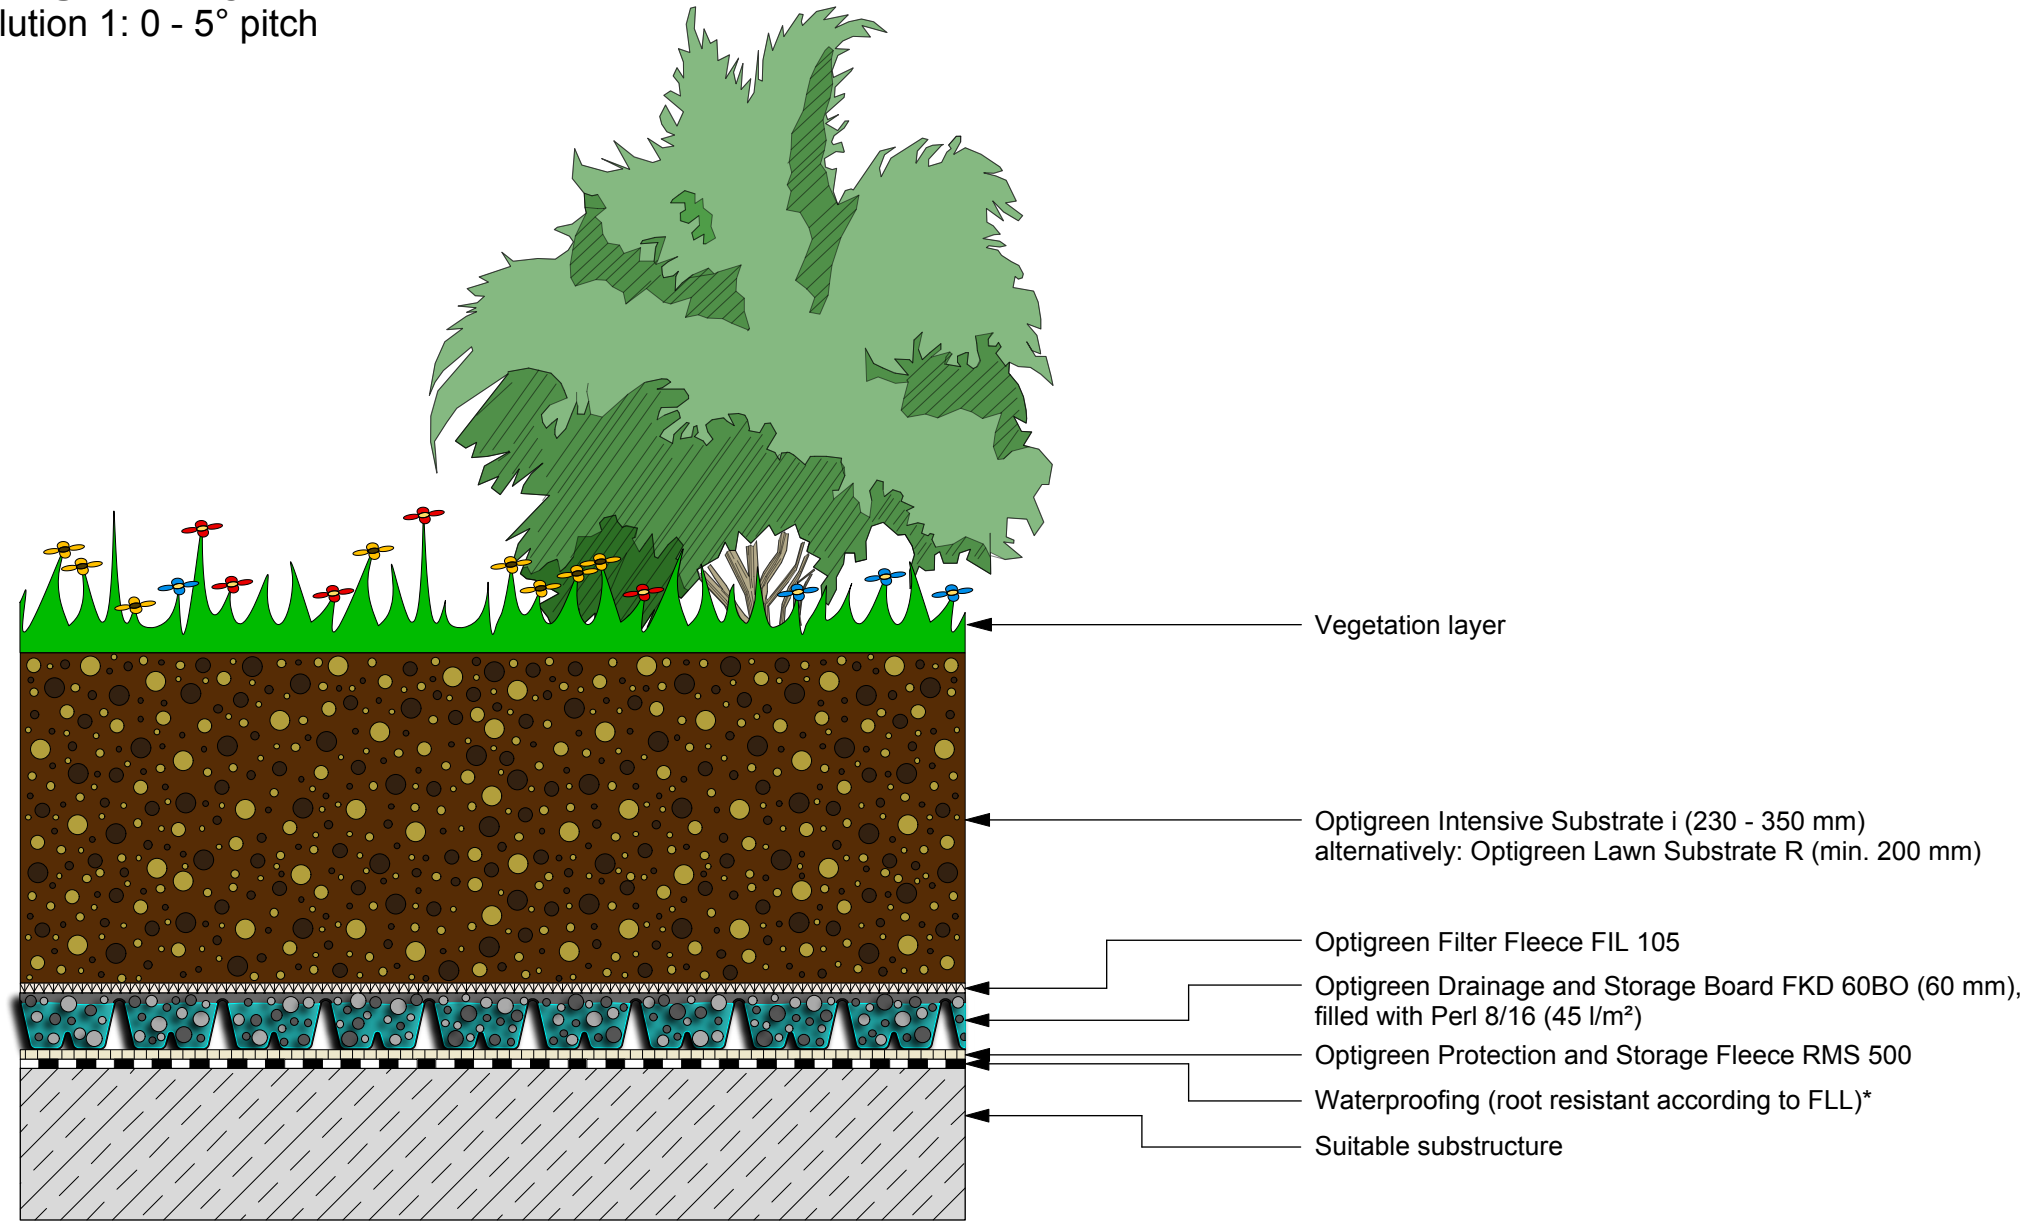 lution 1: 0 - 5° pitch
Vegetation layer
Optigreen Intensive Substrate i (230 - 350 mm)
alternatively: Optigreen Lawn Substrate R (min. 200 mm)
Optigreen Filter Fleece FIL 105
Optigreen Drainage and Storage Board FKD 60BO (60 mm),
filled with Perl 8/16 (45 l/m²)
Optigreen Protection and Storage Fleece RMS 500
Waterproofing (root resistant according to FLL)*
Suitable substructure